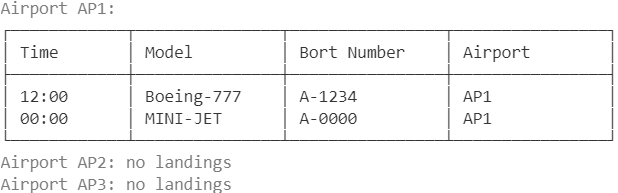 Airport AP1:
Time Model Bort Number Airport
12:00 Boeing-777 A-1234 AP1
00:00 MINI-JET A-0000 AP1
Airport AP2: no landings
Airport AP3: no landings